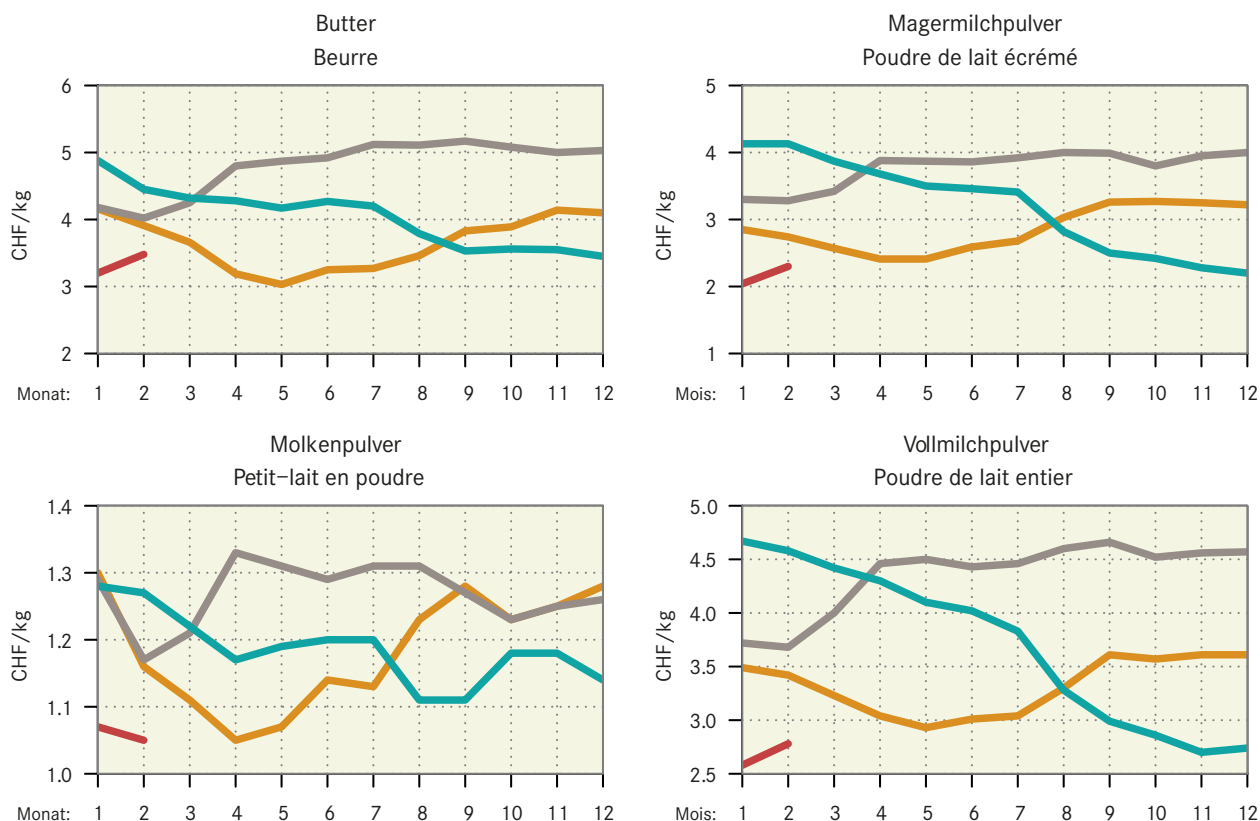 Butter
Beurre
6
5
4
3
2
CHF/kg
Monat: 1 2 3 4 5 6 7 8 9 10 11 12
Magermilchpulver
Poudre de lait écrémé
5
4
3
2
1
CHF/kg
Mois: 1 2 3 4 5 6 7 8 9 10 11 12
Molkenpulver
Petit-lait en poudre
1.4
1.3
1.2
1.1
1.0
CHF/kg
Monat: 1 2 3 4 5 6 7 8 9 10 11 12
Vollmilchpulver
Poudre de lait entier
5.0
4.5
4.0
3.5
3.0
2.5
CHF/kg
Mois: 1 2 3 4 5 6 7 8 9 10 11 12